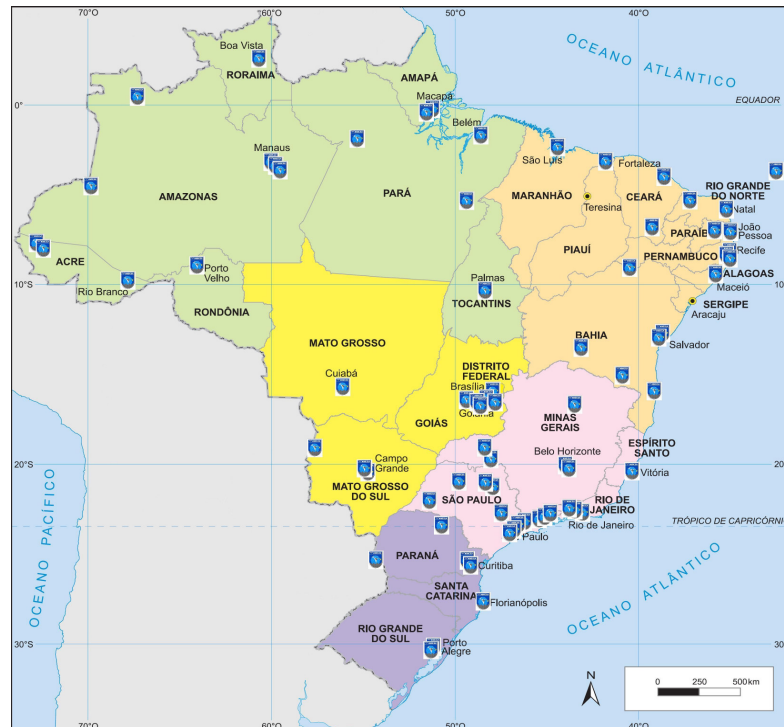 70°O
60°O
50°O
40°O
OCEANO ATLÂNTICO
Boa Vista
RORAIMA
AMAPÁ
Macapá
EQUADOR
0°
Belém
Manaus
São Luís
Fortaleza
AMAZONAS
PARÁ
MARANHÃO
CEARÁ
RIO GRANDE
DO NORTE
Teresina
Natal
João
Pessoa
PIAUÍ
PERNAMBUCO
Recife
ACRE
Porto
Velho
Rio Branco
Palmas
ALAGOAS
Maceió
10°S
TOCANTINS
SERGIPE
Aracaju
RONDÔNIA
MATO GROSSO
BAHIA
Salvador
DISTRITO
FEDERAL
Cuiabá
Brasília
GOIÁS
Goiânia
MINAS
GERAIS
ESPÍRITO
SANTO
Belo Horizonte
Campo
Grande
20°S
Vitória
MATO GROSSO
DO SUL
SÃO PAULO
RIO DE
JANEIRO
Rio de Janeiro
TRÓPICO DE CAPRICÓRNI
Paulo
PARANÁ
Curitiba
OCEANO PACÍFICO
OCEANO ATLÂNTICO
SANTA
CATARINA
Florianópolis
RIO GRANDE
DO SUL
Porto
Alegre
30°S
N
0 250 500km
70°O
60°O
50°O
40°O